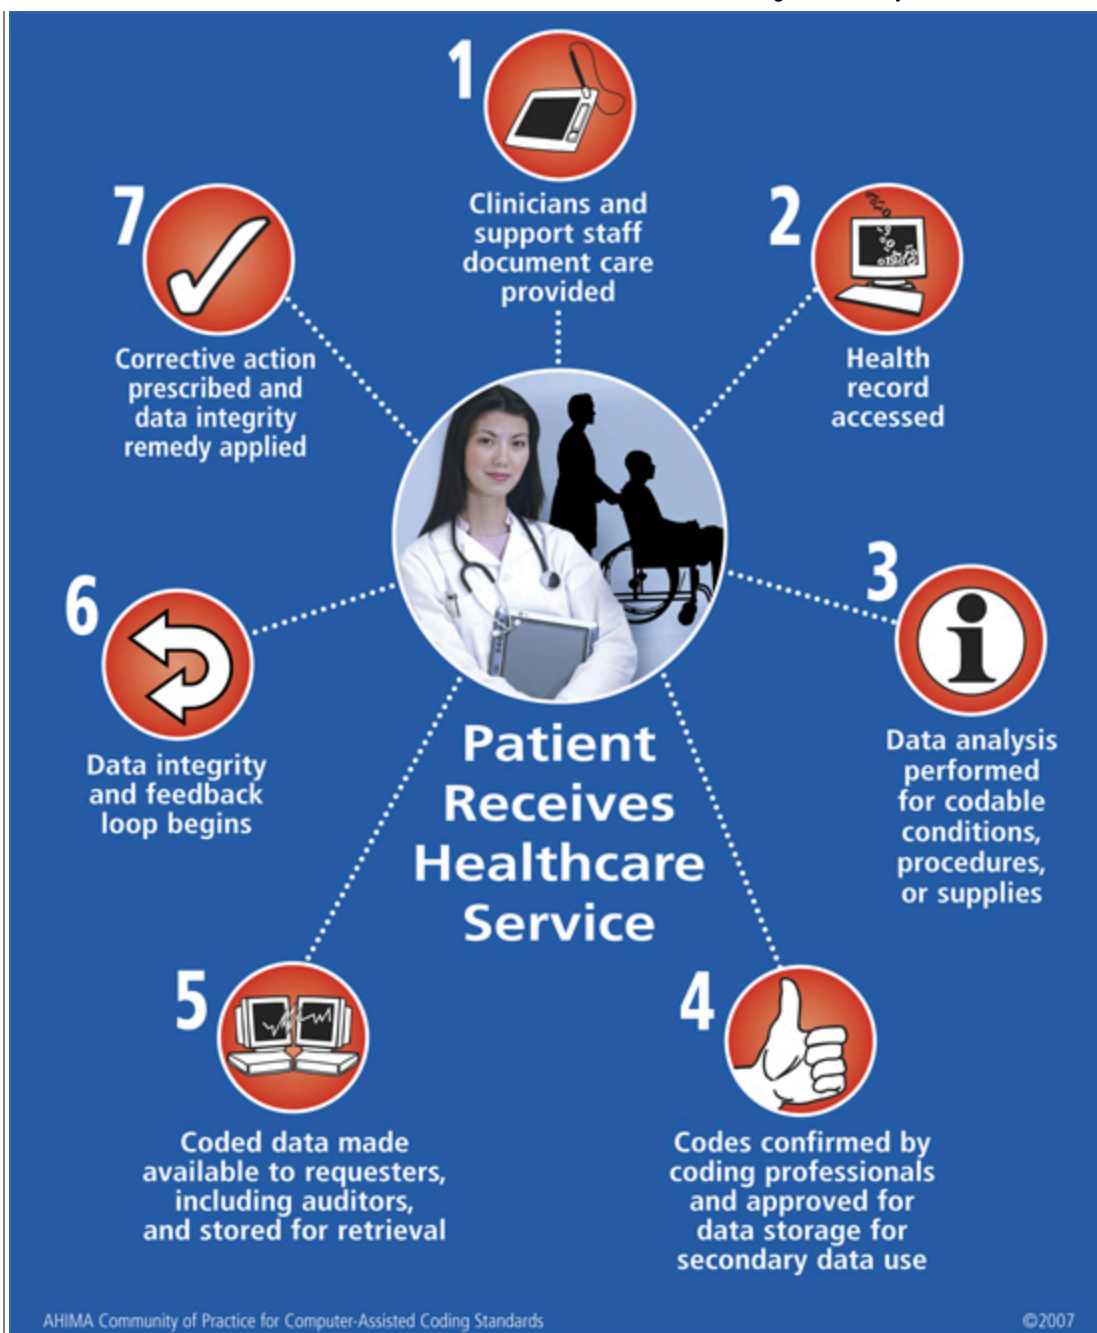 1
Clinicians and
support staff
document care
provided
2
Health
record
accessed
3
Data analysis
performed
for codable
conditions,
procedures,
or supplies
4
Codes confirmed by
coding professionals
and approved for
data storage for
secondary data use
5
Coded data made
available to requesters,
including auditors,
and stored for retrieval
6
Data integrity
and feedback
loop begins
7
Corrective action
prescribed and
data integrity
remedy applied
Patient
Receives
Healthcare
Service
AHIMA Community of Practice for Computer-Assisted Coding Standards
©2007